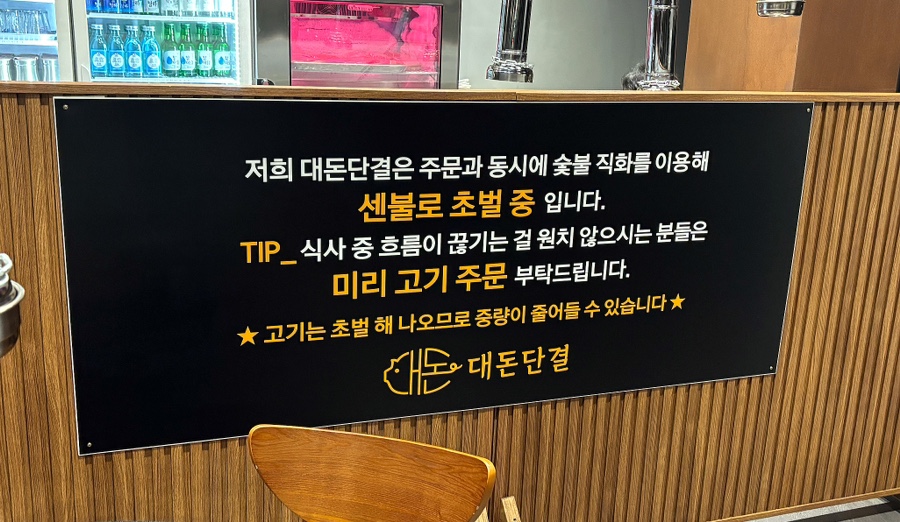 저희 대돈단결은 주문과 동시에 숯불 직화를 이용해
센불로 초벌 중 입니다.
TIP_ 식사 중 흐름이 끊기는 걸 원치 않으시는 분들은
미리 고기 주문 부탁드립니다.
★ 고기는 초벌 해 나오므로 중량이 줄어들 수 있습니다 ★
대돈 대돈단결